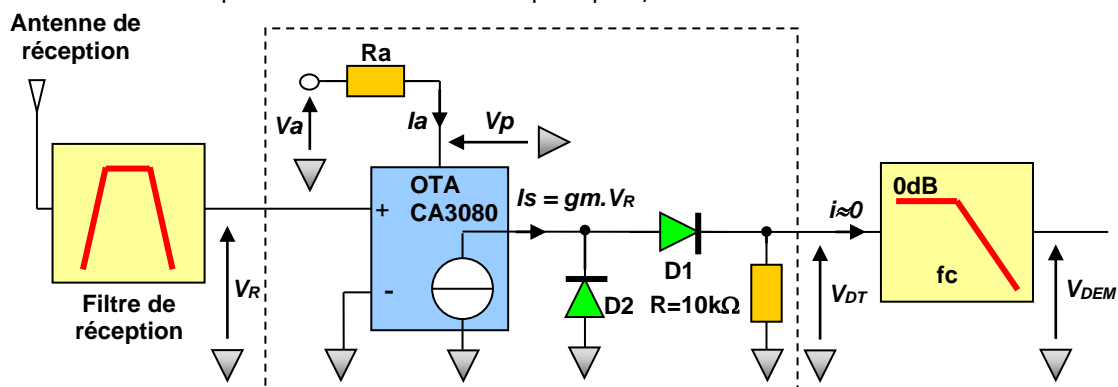 Antenne de
réception
Ra
Va
Ia
Vp
OTA
CA3080
+
-
Is = gm.VR
D1
D2
R=10kΩ
i≈0
0dB
fc
VR
VDT
VDEM
Filtre de
réception